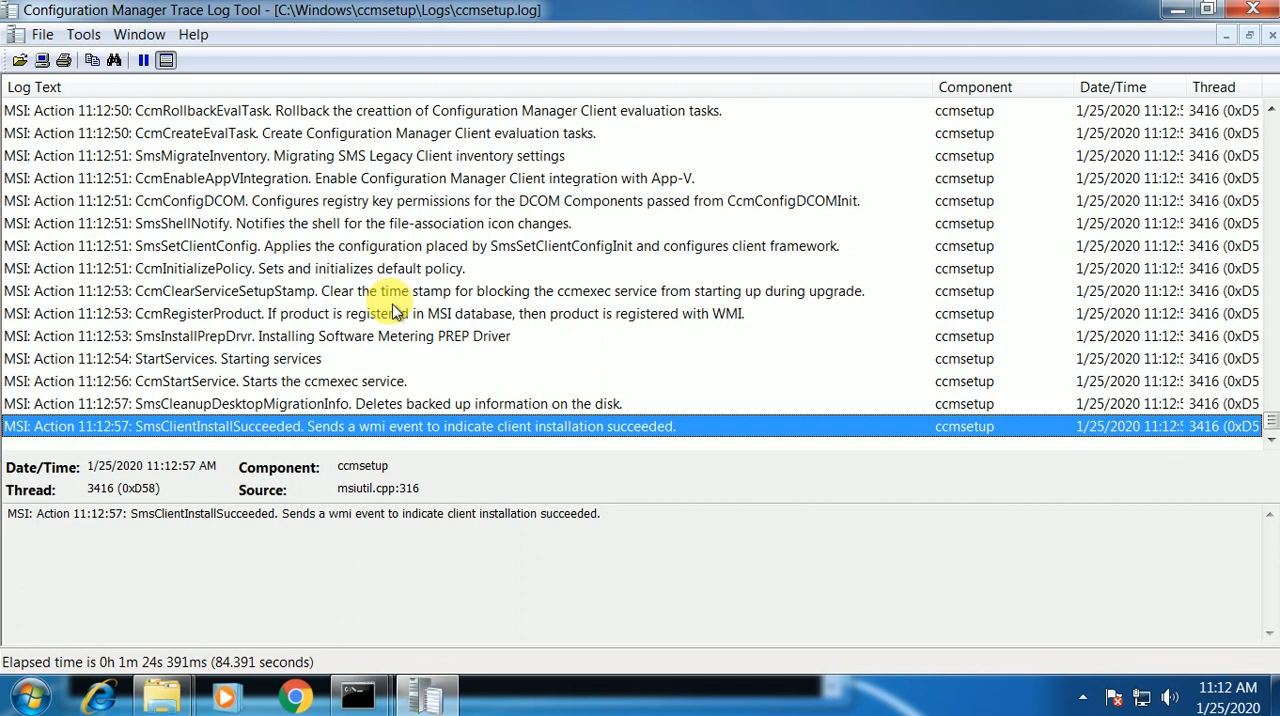 Configuration Manager Trace Log Tool - [C:\Windows\ccmsetup\Logs\ccmsetup.log]
File Tools Window Help
Log Text Component Date/Time Thread
MSI: Action 11:12:50: CcmRollbackEvalTask. Rollback the creattion of Configuration Manager Client evaluation tasks. ccmsetup 1/25/2020 11:12:5 3416 (0xD5
MSI: Action 11:12:50: CcmCreateEvalTask. Create Configuration Manager Client evaluation tasks. ccmsetup 1/25/2020 11:12:5 3416 (0xD5
MSI: Action 11:12:51: SmsMigrateInventory. Migrating SMS Legacy Client inventory settings ccmsetup 1/25/2020 11:12:5 3416 (0xD5
MSI: Action 11:12:51: CcmEnableAppVIntegration. Enable Configuration Manager Client integration with App-V. ccmsetup 1/25/2020 11:12:5 3416 (0xD5
MSI: Action 11:12:51: CcmConfigDCOM. Configures registry key permissions for the DCOM Components passed from CcmConfigDCOMInit. ccmsetup 1/25/2020 11:12:5 3416 (0xD5
MSI: Action 11:12:51: SmsShellNotify. Notifies the shell for the file-association icon changes. ccmsetup 1/25/2020 11:12:5 3416 (0xD5
MSI: Action 11:12:51: SmsSetClientConfig. Applies the configuration placed by SmsSetClientConfigInit and configures client framework. ccmsetup 1/25/2020 11:12:5 3416 (0xD5
MSI: Action 11:12:51: CcmInitializePolicy. Sets and initializes default policy. ccmsetup 1/25/2020 11:12:5 3416 (0xD5
MSI: Action 11:12:53: CcmClearServiceSetupStamp. Clear the time stamp for blocking the ccmexec service from starting up during upgrade. ccmsetup 1/25/2020 11:12:5 3416 (0xD5
MSI: Action 11:12:53: CcmRegisterProduct. If product is registered in MSI database, then product is registered with WMI. ccmsetup 1/25/2020 11:12:5 3416 (0xD5
MSI: Action 11:12:53: SmsInstallPrepDrvr. Installing Software Metering PREP Driver ccmsetup 1/25/2020 11:12:5 3416 (0xD5
MSI: Action 11:12:54: StartServices. Starting services ccmsetup 1/25/2020 11:12:5 3416 (0xD5
MSI: Action 11:12:56: CcmStartService. Starts the ccmexec service. ccmsetup 1/25/2020 11:12:5 3416 (0xD5
MSI: Action 11:12:57: SmsCleanupDesktopMigrationInfo. Deletes backed up information on the disk. ccmsetup 1/25/2020 11:12:5 3416 (0xD5
MSI: Action 11:12:57: SmsClientInstallSucceeded. Sends a wmi event to indicate client installation succeeded. ccmsetup 1/25/2020 11:12:5 3416 (0xD5
Date/Time: 1/25/2020 11:12:57 AM Component: ccmsetup
Thread: 3416 (0xD58) Source: msiutil.cpp:316
MSI: Action 11:12:57: SmsClientInstallSucceeded. Sends a wmi event to indicate client installation succeeded.
Elapsed time is 0h 1m 24s 391ms (84.391 seconds)
11:12 AM
1/25/2020